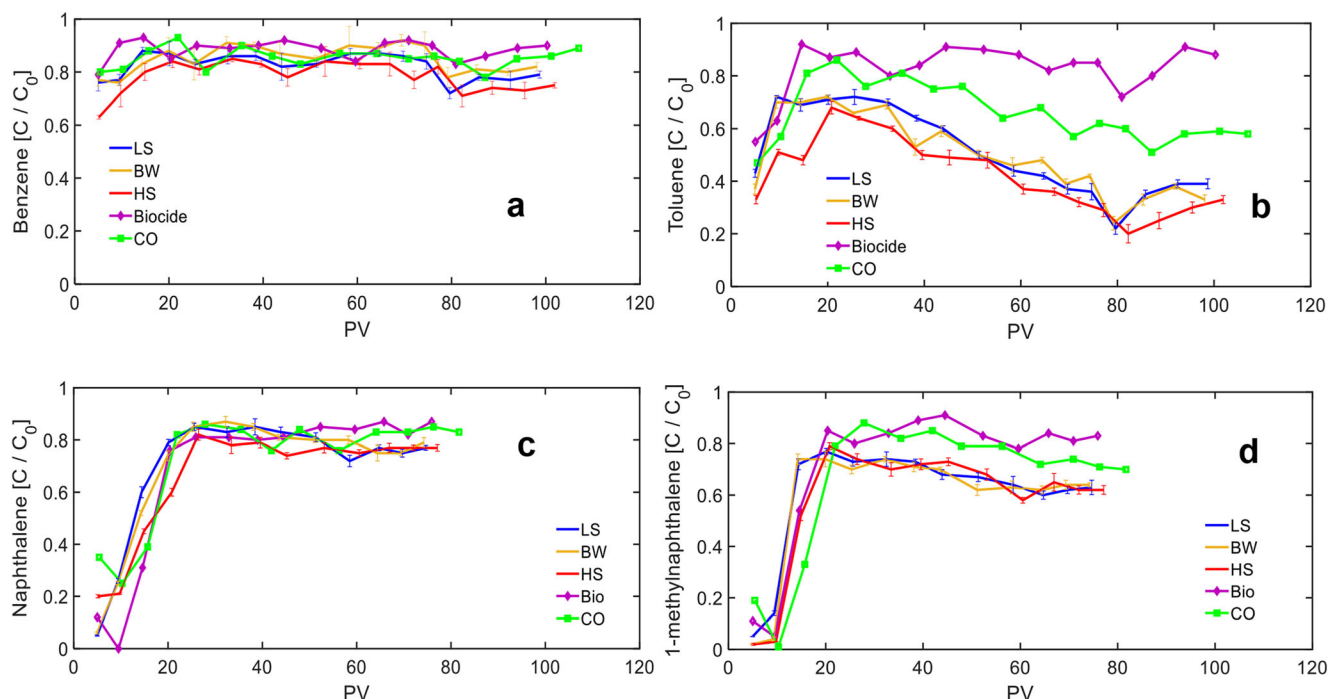 Benzene [C / C0]
1
0.8
0.6
0.4
0.2
0
LS
BW
HS
Biocide
CO
a
0 20 40 60 80 100 120
PV
Toluene [C / C0]
1
0.8
0.6
0.4
0.2
0
LS
BW
HS
Biocide
CO
b
0 20 40 60 80 100 120
PV
Naphthalene [C / C0]
1
0.8
0.6
0.4
0.2
0
LS
BW
HS
Bio
CO
c
0 20 40 60 80 100 120
PV
1-methylnaphthalene [C / C0]
1
0.8
0.6
0.4
0.2
0
LS
BW
HS
Bio
CO
d
0 20 40 60 80 100 120
PV